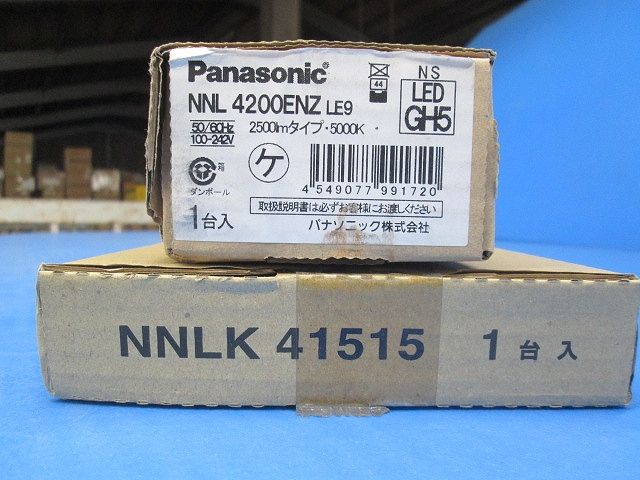 Panasonic®
NNL 4200ENZ LE9
50/60Hz
100-242V
2500lmタイプ・5000K
44
NS
LED
GH5
ケ
箱
ダンボール
4 549077 991720
1台入
取扱説明書は必ずお客様にお渡しください
パナソニック株式会社
NNLK 41515 1台入